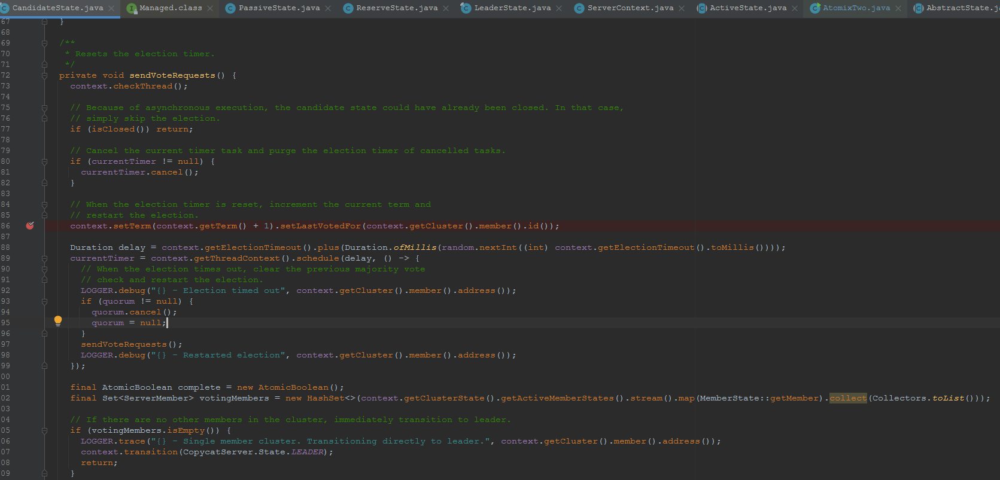 CandidateState.java Managed.class PassiveState.java ReserveState.java LeaderState.java ServerContext.java ActiveState.java AtomixTwo.java
67 }
68
69 /**
70 * Resets the election timer.
71 */
72 private void sendVoteRequests() {
73 context.checkThread();
74
75 // Because of asynchronous execution, the candidate state could have already been closed. In that case,
76 // simply skip the election.
77 if (isClosed()) return;
78
79 // Cancel the current timer task and purge the election timer of cancelled tasks.
80 if (currentTimer != null) {
81 currentTimer.cancel();
82 }
83
84 // When the election timer is reset, increment the current term and
85 // restart the election.
86 context.setTerm(context.getTerm() + 1).setLastVotedFor(context.getCluster().member().id());
87
88 Duration delay = context.getElectionTimeout().plus(Duration.ofMillis(random.nextInt((int) context.getElectionTimeout().toMillis())));
89 currentTimer = context.getThreadContext().schedule(delay, () -> {
90 // When the election times out, clear the previous majority vote
91 // check and restart the election.
92 LOGGER.debug("{} - Election timed out", context.getCluster().member().address());
93 if (quorum != null) {
94 quorum.cancel();
95 quorum = null;
96 }
97 sendVoteRequests();
98 LOGGER.debug("{} - Restarted election", context.getCluster().member().address());
99 });
00
01 final AtomicBoolean complete = new AtomicBoolean();
02 final Set<ServerMember> votingMembers = new HashSet<>(context.getClusterState().getActiveMemberStates().stream().map(MemberState::getMember).collect(Collectors.toList()));
03
04 // If there are no other members in the cluster, immediately transition to leader.
05 if (votingMembers.isEmpty()) {
06 LOGGER.trace("{} - Single member cluster. Transitioning directly to leader.", context.getCluster().member().address());
07 context.transition(CopycatServer.State.LEADER);
08 return;
09 }